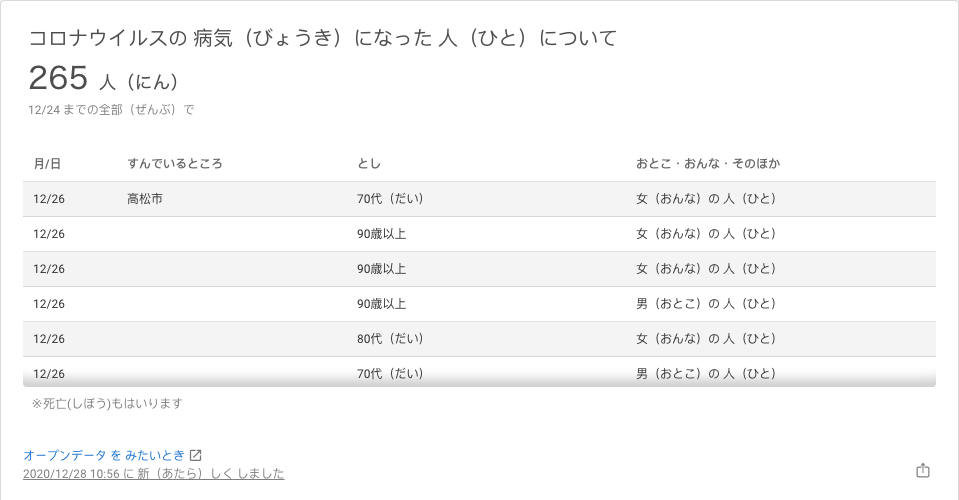 コロナウイルスの 病気（びょうき）になった 人（ひと）について
265 人（にん）
12/24 までの全部（ぜんぶ）で
月/日 すんでいるところ とし おとこ・おんな・そのほか
12/26 高松市 70代（だい） 女（おんな）の 人（ひと）
12/26 90歳以上 女（おんな）の 人（ひと）
12/26 90歳以上 女（おんな）の 人（ひと）
12/26 90歳以上 男（おとこ）の 人（ひと）
12/26 80代（だい） 女（おんな）の 人（ひと）
12/26 70代（だい） 男（おとこ）の 人（ひと）
※死亡(しぼう)もはいります
オープンデータ を みたいとき
2020/12/28 10:56 に 新（あたら）しく しました